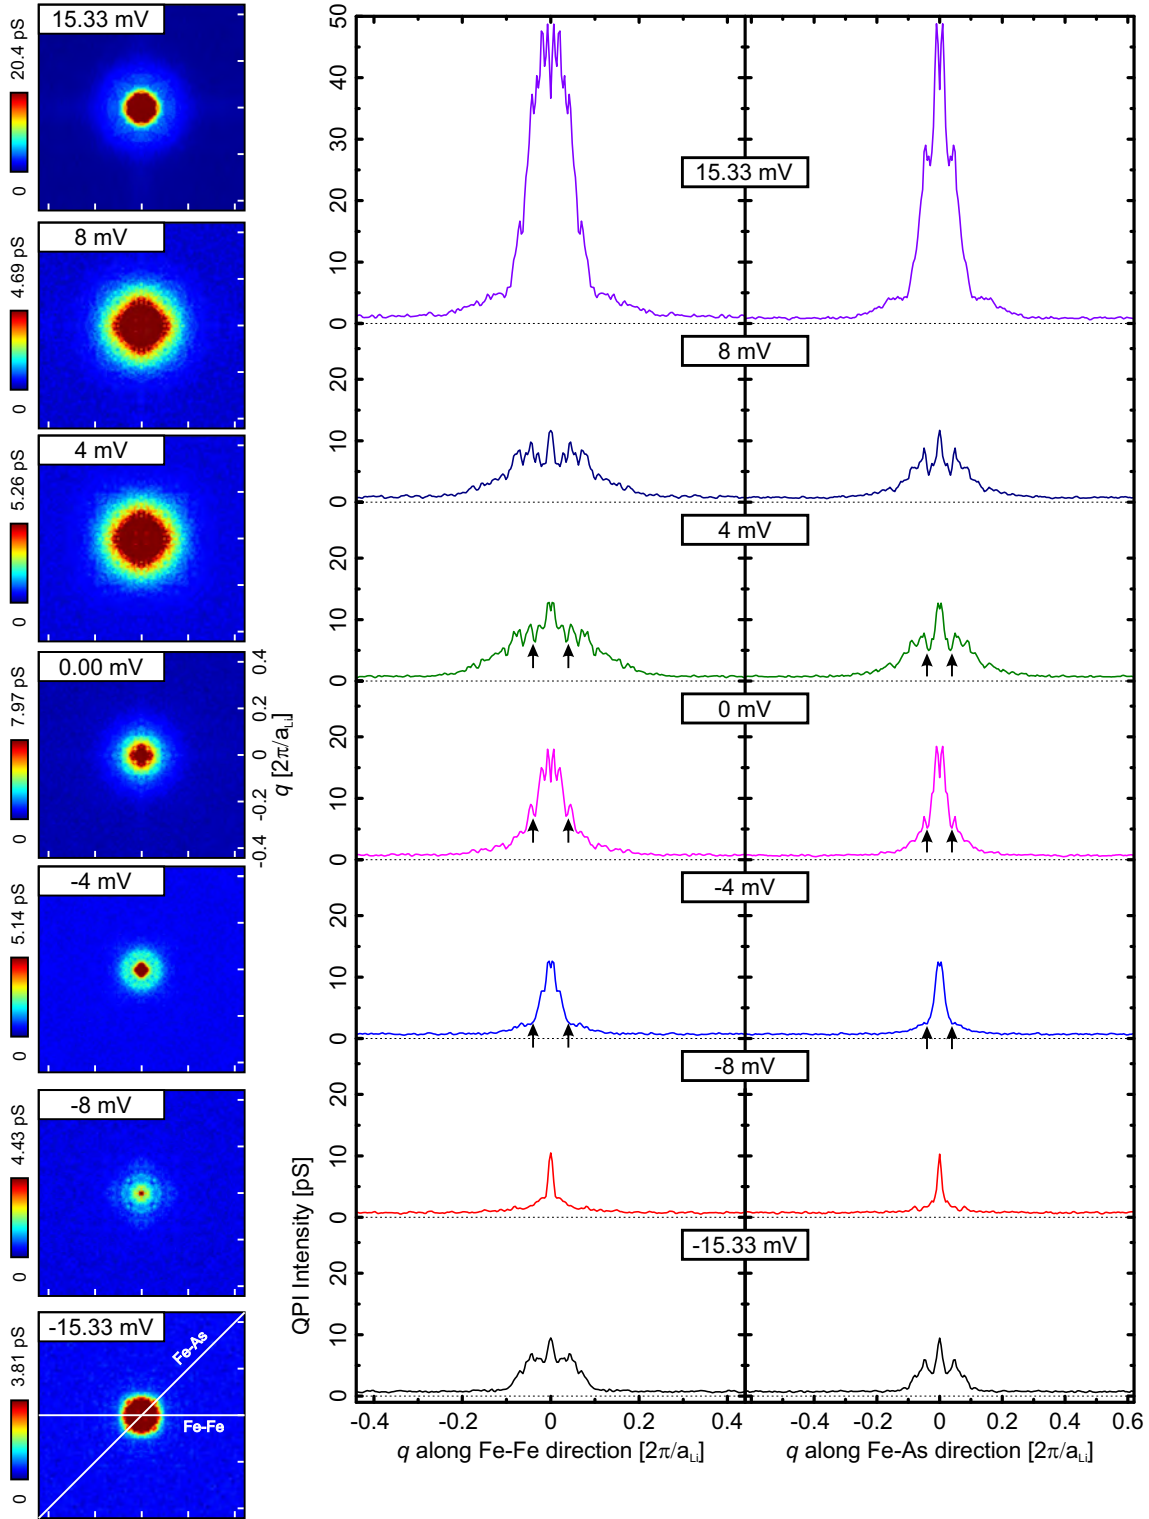 15.33 mV
0 20.4 pS
8 mV
0 4.69 pS
4 mV
0 5.26 pS
0.00 mV
0 7.97 pS
-0.4 -0.2 0 0.2 0.4
q [2π/aLi]
-4 mV
0 5.14 pS
-8 mV
0 4.43 pS
-15.33 mV
0 3.81 pS
Fe-As
Fe-Fe
50
40
30
20
10
0
15.33 mV
8 mV
20
10
0
4 mV
20
10
0
0 mV
20
10
0
-4 mV
20
10
0
-8 mV
20
10
0
-15.33 mV
20
10
0
QPI Intensity [pS]
-0.4 -0.2 0 0.2 0.4
q along Fe-Fe direction [2π/aLi]
-0.4 -0.2 0 0.2 0.4 0.6
q along Fe-As direction [2π/aLi]